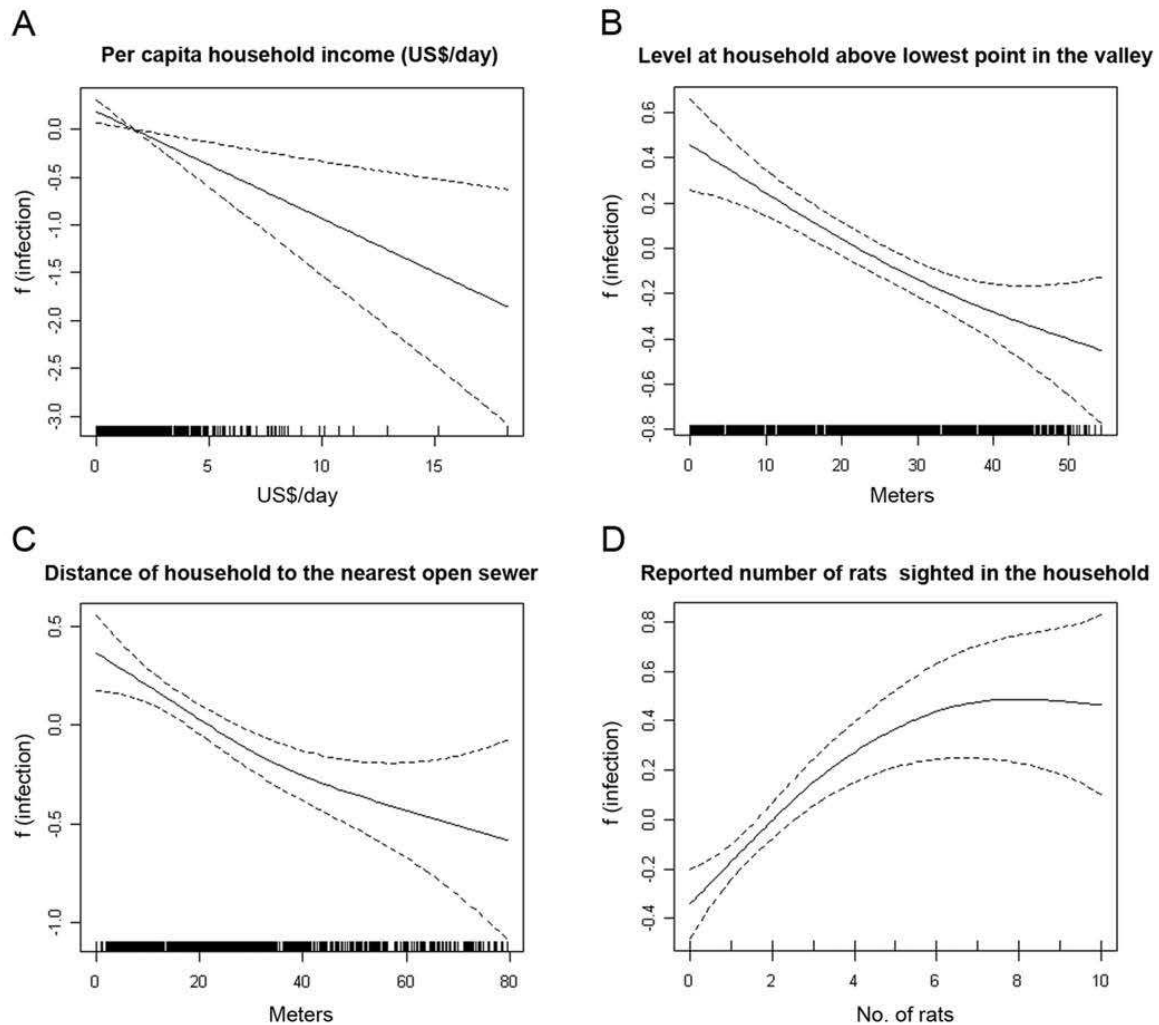 A
Per capita household income (US$/day)
f (infection)
0.0
-0.5
-1.0
-1.5
-2.0
-2.5
-3.0
0 5 10 15
US$/day
B
Level at household above lowest point in the valley
f (infection)
0.6
0.4
0.2
0.0
-0.2
-0.4
-0.6
-0.8
0 10 20 30 40 50
Meters
C
Distance of household to the nearest open sewer
f (infection)
0.5
0.0
-0.5
-1.0
0 20 40 60 80
Meters
D
Reported number of rats sighted in the household
f (infection)
0.8
0.6
0.4
0.2
0.0
-0.2
-0.4
0 2 4 6 8 10
No. of rats